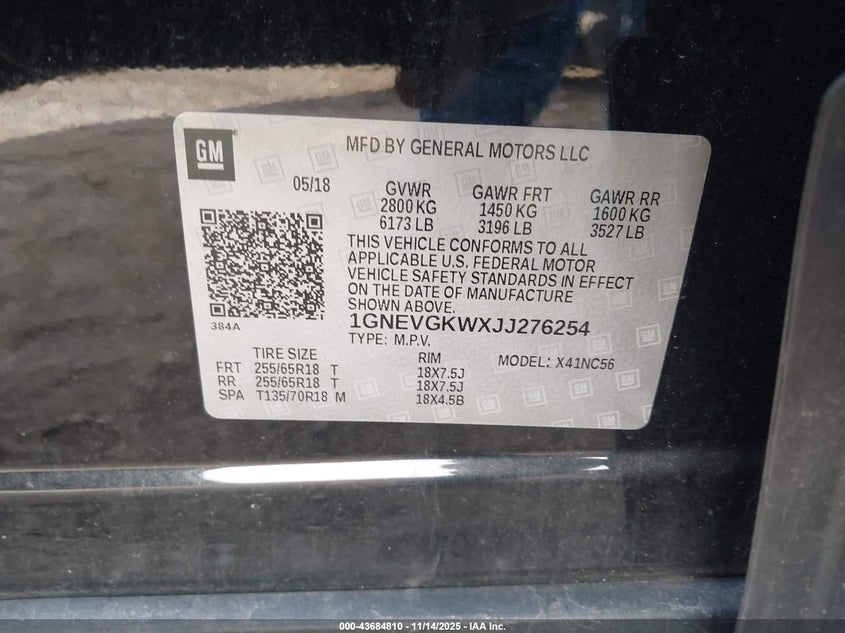 GM
MFD BY GENERAL MOTORS LLC
05/18
GVWR GAWR FRT GAWR RR
2800 KG 1450 KG 1600 KG
6173 LB 3196 LB 3527 LB
THIS VEHICLE CONFORMS TO ALL
APPLICABLE U.S. FEDERAL MOTOR
VEHICLE SAFETY STANDARDS IN EFFECT
ON THE DATE OF MANUFACTURE
SHOWN ABOVE.
384A
1GNEVGKWXJJ276254
TYPE: M.P.V.
MODEL: X41NC56
TIRE SIZE RIM
FRT 255/65R18 T 18X7.5J
RR 255/65R18 T 18X7.5J
SPA T135/70R18 M 18X4.5B
000-43684810 | 11/14/2025 | IAA Inc.